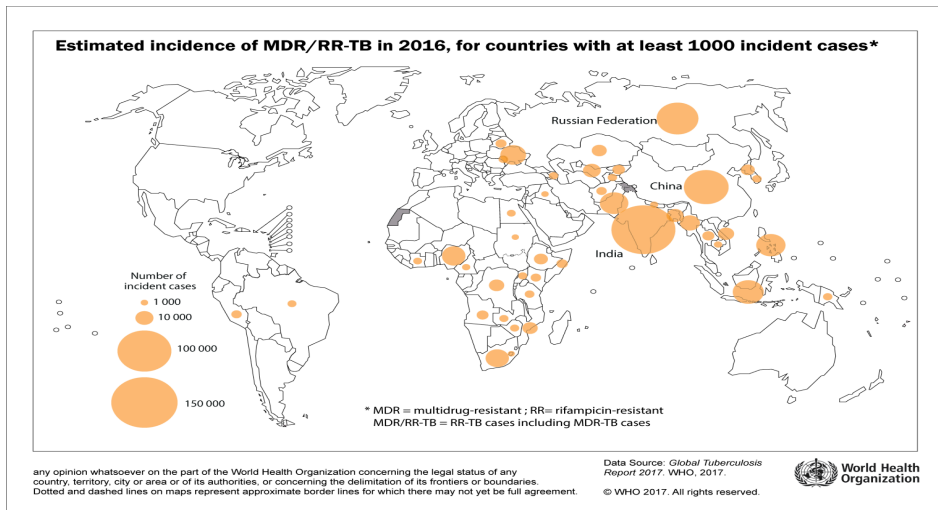 Estimated incidence of MDR/RR-TB in 2016, for countries with at least 1000 incident cases*
Russian Federation
China
India
Number of
incident cases
1 000
10 000
100 000
150 000
* MDR = multidrug-resistant ; RR= rifampicin-resistant
MDR/RR-TB = RR-TB cases including MDR-TB cases
any opinion whatsoever on the part of the World Health Organization concerning the legal status of any
country, territory, city or area or of its authorities, or concerning the delimitation of its frontiers or boundaries.
Dotted and dashed lines on maps represent approximate border lines for which there may not yet be full agreement.
Data Source: Global Tuberculosis
Report 2017. WHO, 2017.
© WHO 2017. All rights reserved.
World Health
Organization